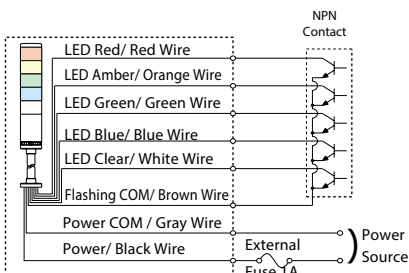 NPN
Contact
LED Red/ Red Wire
LED Amber/ Orange Wire
LED Green/ Green Wire
LED Blue/ Blue Wire
LED Clear/ White Wire
Flashing COM/ Brown Wire
Power COM / Gray Wire
Power/ Black Wire
External
Fuse 1A
Power
Source